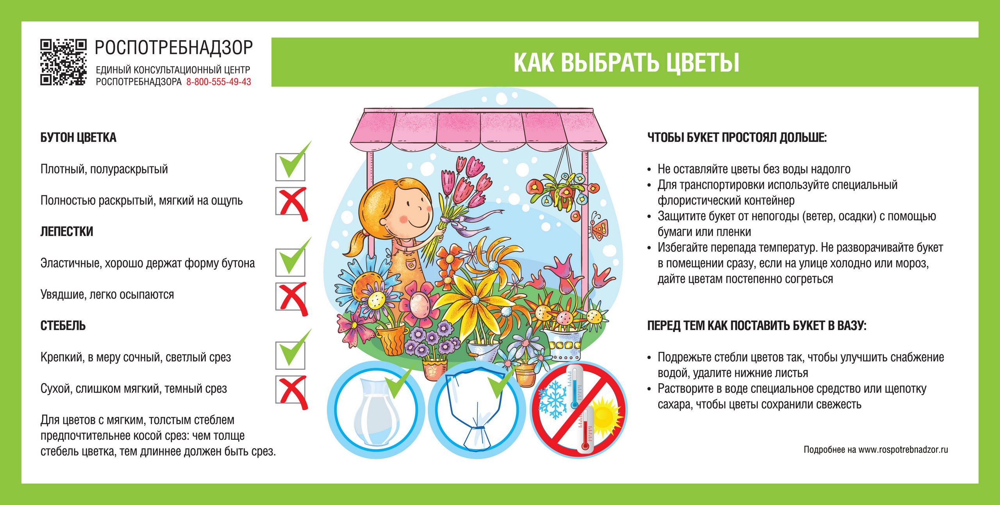 РОСПОТРЕБНАДЗОР
ЕДИНЫЙ КОНСУЛЬТАЦИОННЫЙ ЦЕНТР
РОСПОТРЕБНАДЗОРА 8-800-555-49-43
КАК ВЫБРАТЬ ЦВЕТЫ
БУТОН ЦВЕТКА
Плотный, полураскрытый
Полностью раскрытый, мягкий на ощупь
ЛЕПЕСТКИ
Эластичные, хорошо держат форму бутона
Увядшие, легко осыпаются
СТЕБЕЛЬ
Крепкий, в меру сочный, светлый срез
Сухой, слишком мягкий, темный срез
Для цветов с мягким, толстым стеблем
предпочтительнее косой срез: чем толще
стебель цветка, тем длиннее должен быть срез.
ЧТОБЫ БУКЕТ ПРОСТОЯЛ ДОЛЬШЕ:
• Не оставляйте цветы без воды надолго
• Для транспортировки используйте специальный
флористический контейнер
• Защитите букет от непогоды (ветер, осадки) с помощью
бумаги или пленки
• Избегайте перепада температур. Не разворачивайте букет
в помещении сразу, если на улице холодно или мороз,
дайте цветам постепенно согреться
ПЕРЕД ТЕМ КАК ПОСТАВИТЬ БУКЕТ В ВАЗУ:
• Подрежьте стебли цветов так, чтобы улучшить снабжение
водой, удалите нижние листья
• Растворите в воде специальное средство или щепотку
сахара, чтобы цветы сохранили свежесть
Подробнее на www.rospotrebnadzor.ru